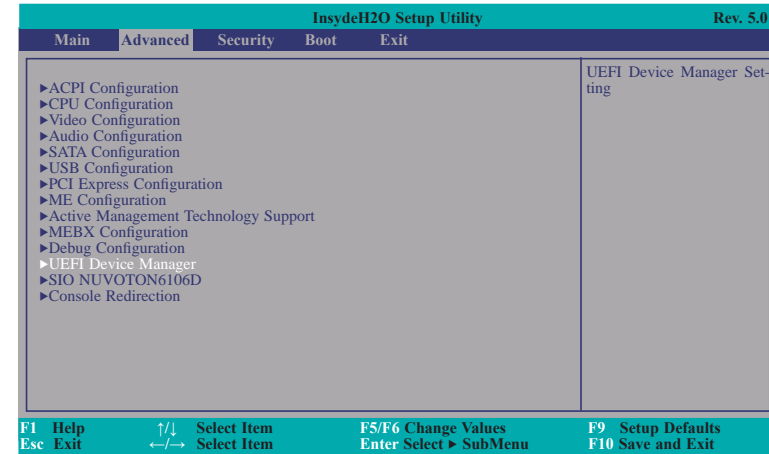 InsydeH2O Setup Utility Rev. 5.0
Main Advanced Security Boot Exit
UEFI Device Manager Set-
ting
►ACPI Configuration
►CPU Configuration
►Video Configuration
►Audio Configuration
►SATA Configuration
►USB Configuration
►PCI Express Configuration
►ME Configuration
►Active Management Technology Support
►MEBX Configuration
►Debug Configuration
►UEFI Device Manager
►SIO NUVOTON6106D
►Console Redirection
F1 Help ↑/↓ Select Item F5/F6 Change Values F9 Setup Defaults
Esc Exit ←/→ Select Item Enter Select ► SubMenu F10 Save and Exit